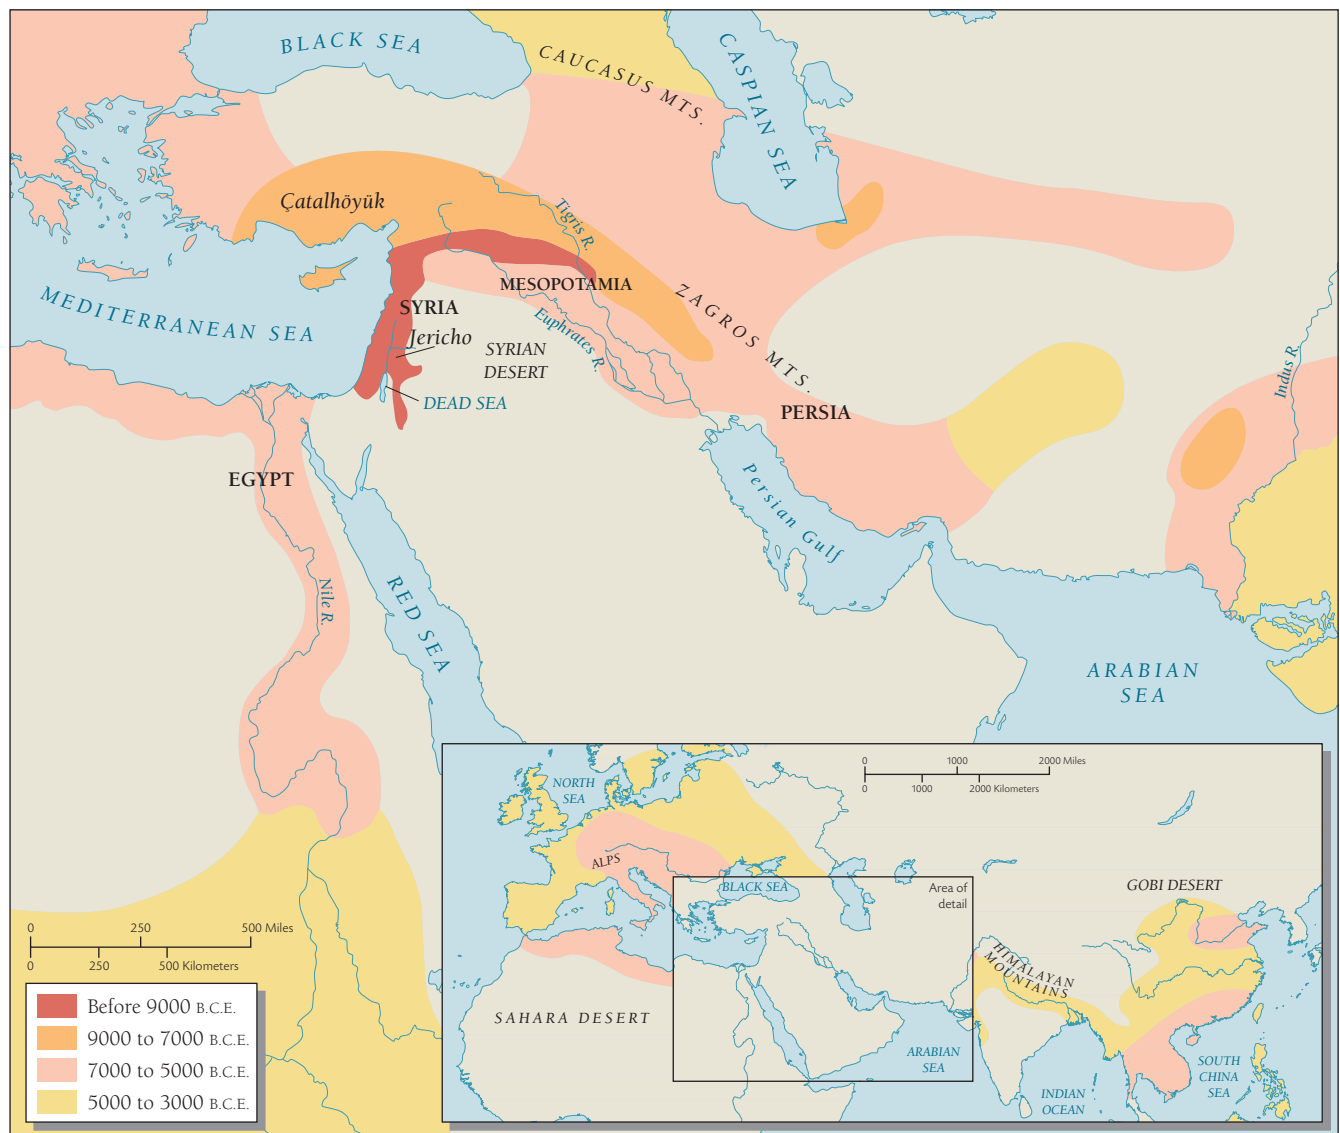 BLACK SEA
CAUCASUS MTS.
CASPIAN SEA
Çatalhöyük
Tigris R.
MESOPOTAMIA
ZAGROS MTS.
MEDITERRANEAN SEA
SYRIA
Jericho
Euphrates R.
SYRIAN
DESERT
DEAD SEA
PERSIA
Indus R.
EGYPT
Persian Gulf
Nile R.
RED SEA
ARABIAN
SEA
0 250 500 Miles
0 250 500 Kilometers
Before 9000 B.C.E.
9000 to 7000 B.C.E.
7000 to 5000 B.C.E.
5000 to 3000 B.C.E.
0 1000 2000 Miles
0 1000 2000 Kilometers
NORTH
SEA
ALPS
BLACK SEA
Area of
detail
GOBI DESERT
HIMALAYAN
MOUNTAINS
SAHARA DESERT
ARABIAN
SEA
INDIAN
OCEAN
SOUTH
CHINA
SEA